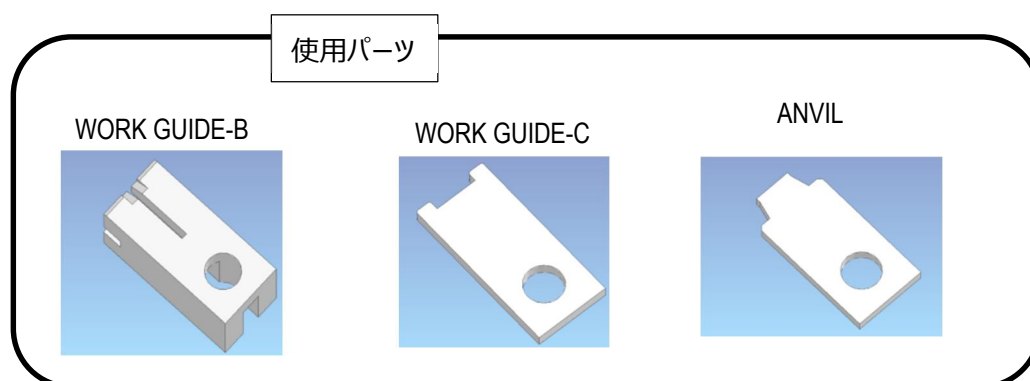 使用パーツ
WORK GUIDE-B
WORK GUIDE-C
ANVIL